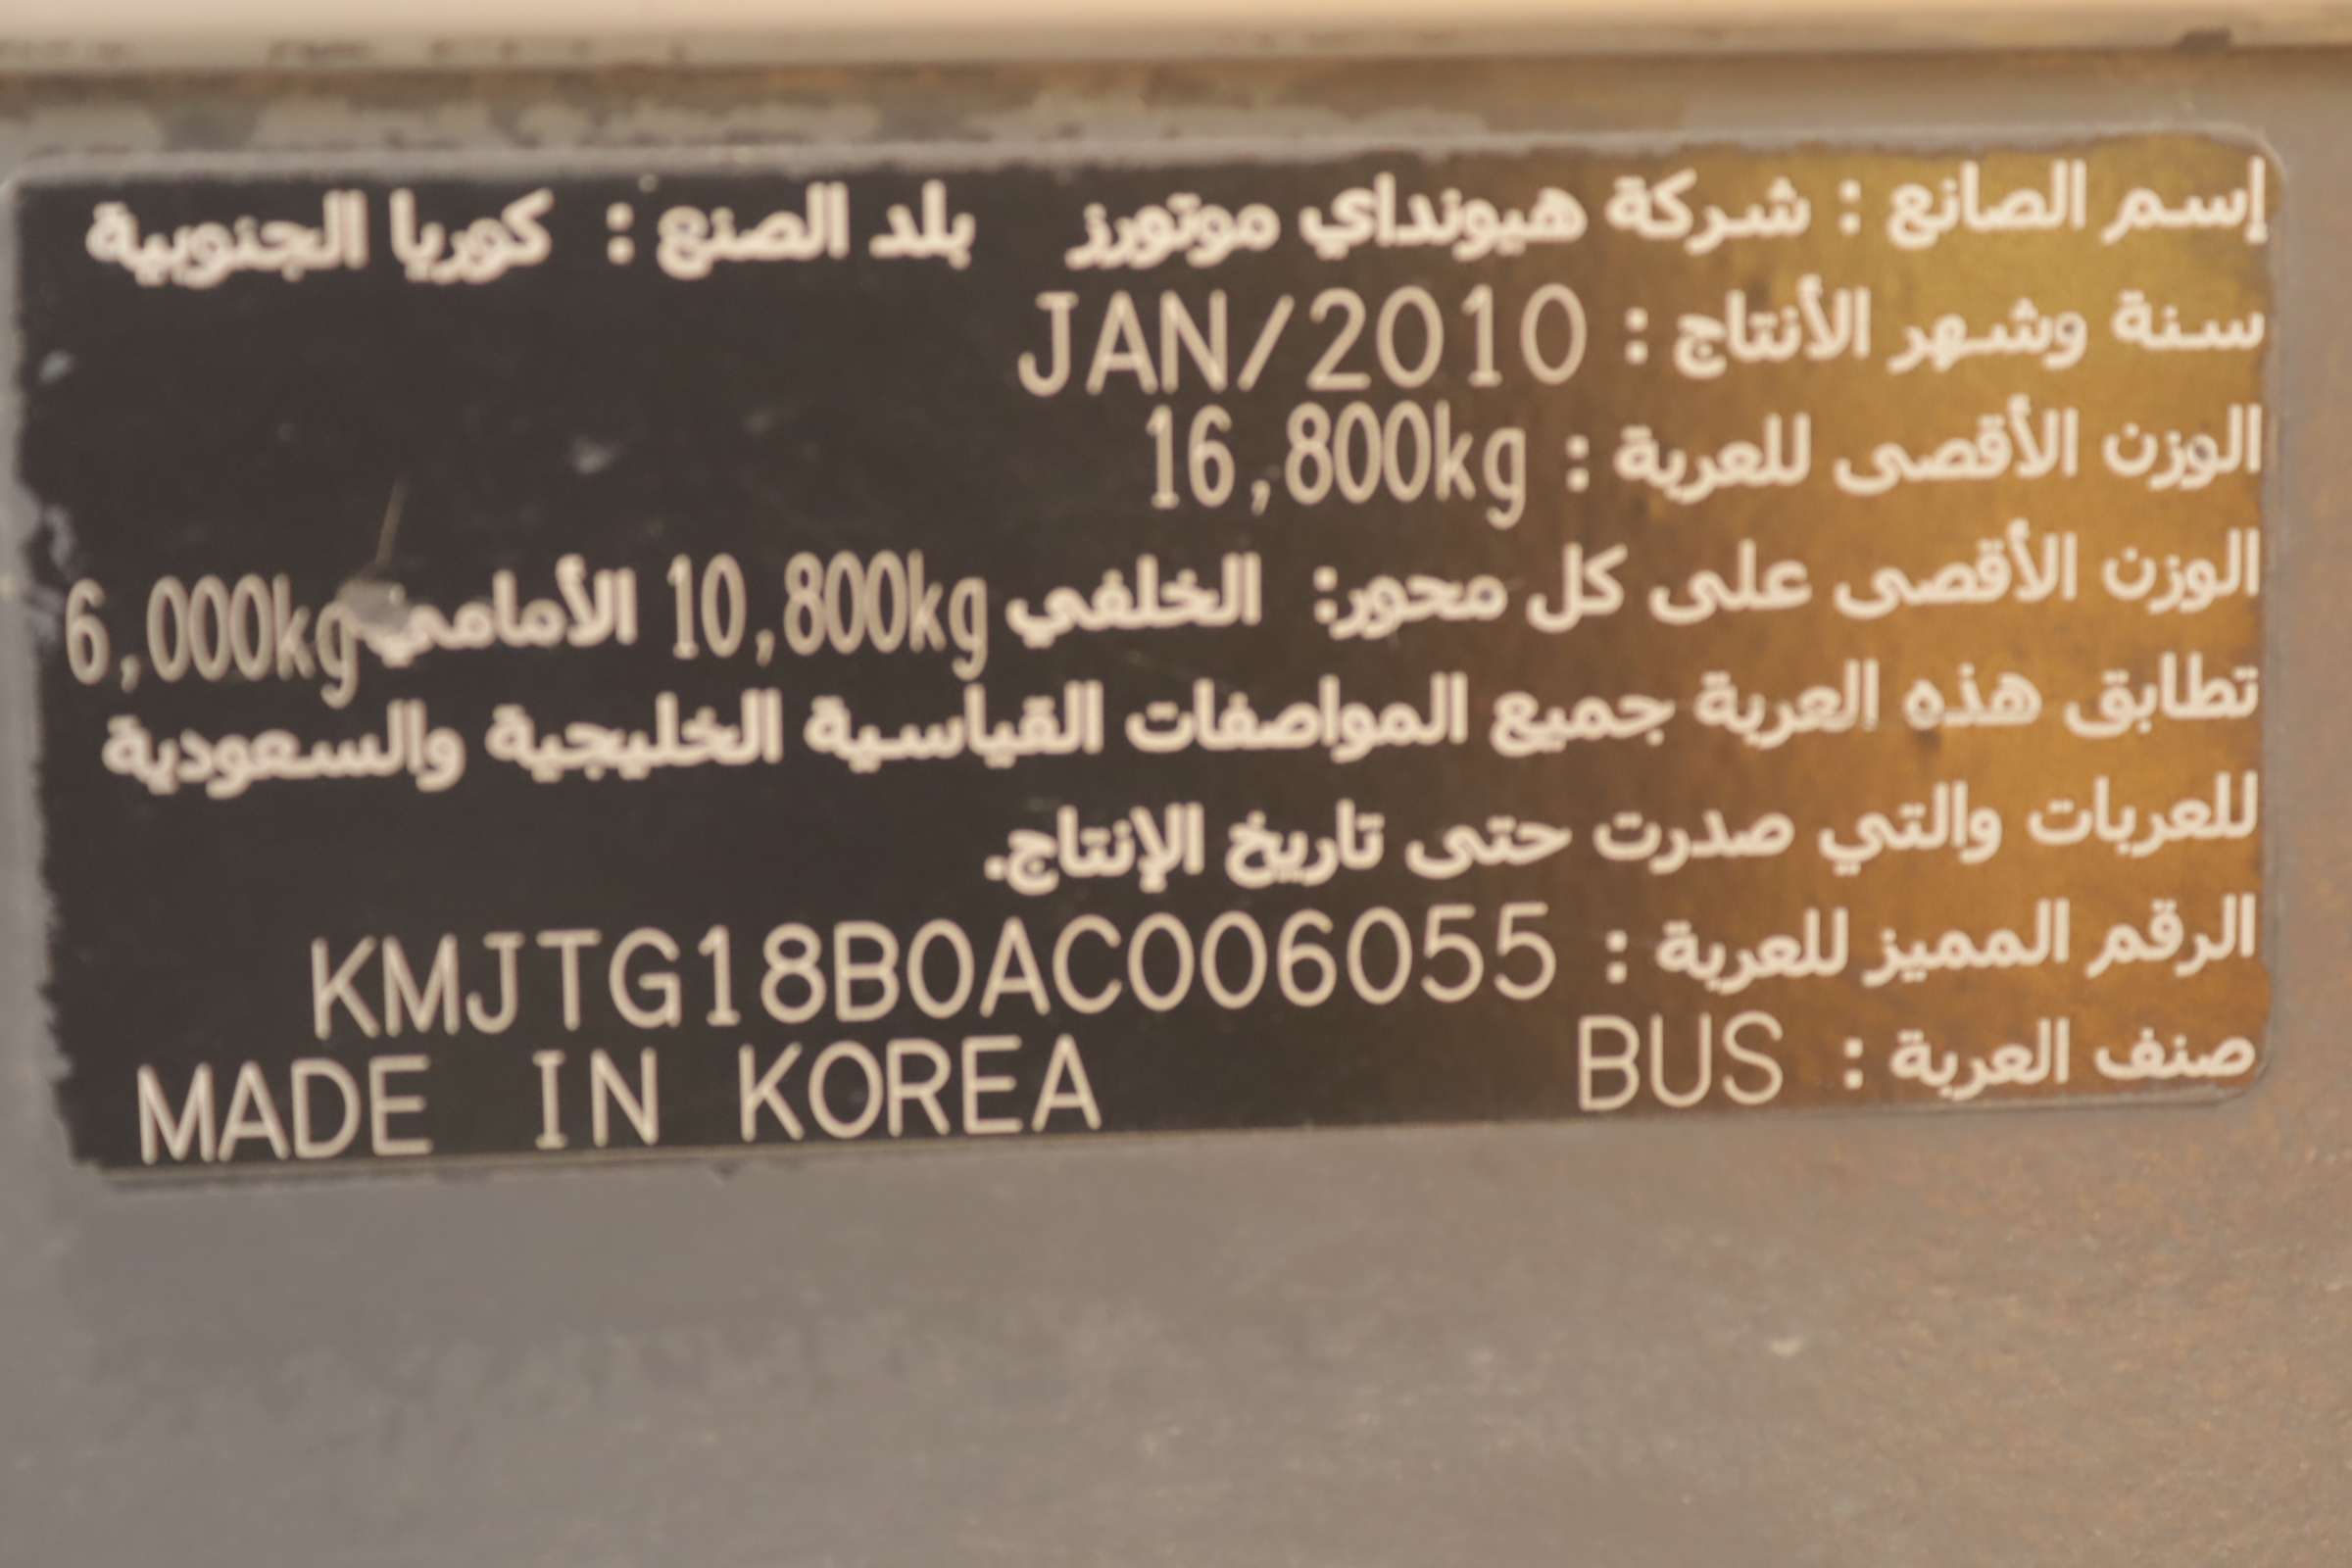 إسم الصانع : شركة هيونداي موتورز بلد الصنع : كوريا الجنوبية
سنة وشهر الأنتاج : JAN/2010
الوزن الأقصى للعربة : 16,800kg
الوزن الأقصى على كل محور: الخلفي 10,800kg الأمامي 6,000kg
تطابق هذه العربة جميع المواصفات القياسية الخليجية والسعودية
للعربات والتي صدرت حتى تاريخ الإنتاج.
الرقم المميز للعربة : KMJTG18B0AC006055
صنف العربة : BUS MADE IN KOREA